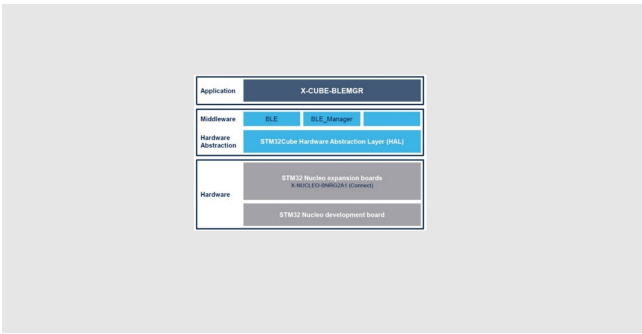 Application
X-CUBE-BLEMGR
Middleware
BLE
BLE_Manager
Hardware
Abstraction
STM32Cube Hardware Abstraction Layer (HAL)
Hardware
STM32 Nucleo expansion boards
X-NUCLEO-BNRG2A1 (Connect)
STM32 Nucleo development board